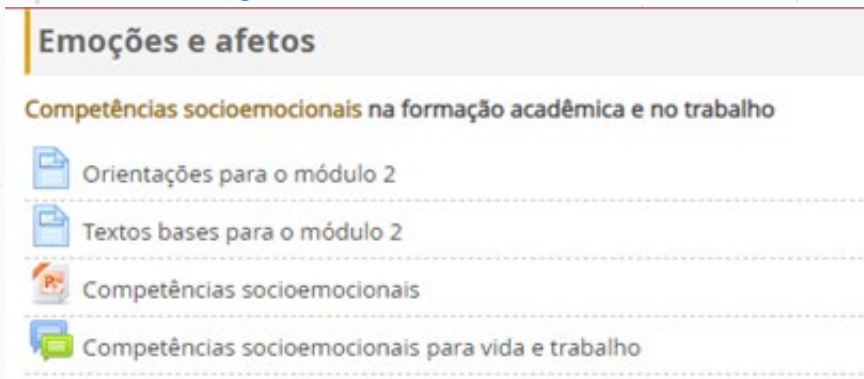 Emoções e afetos
Competências socioemocionais na formação acadêmica e no trabalho
Orientações para o módulo 2
Textos bases para o módulo 2
Competências socioemocionais
Competências socioemocionais para vida e trabalho